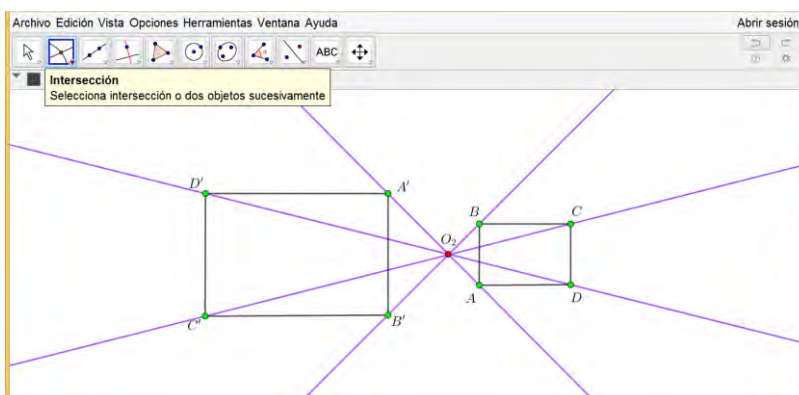 Archivo Edición Vista Opciones Herramientas Ventana Ayuda Abrir sesión
ABC
Intersección
Selecciona intersección o dos objetos sucesivamente
D' A'
B C
O₂
A D
C'' B'